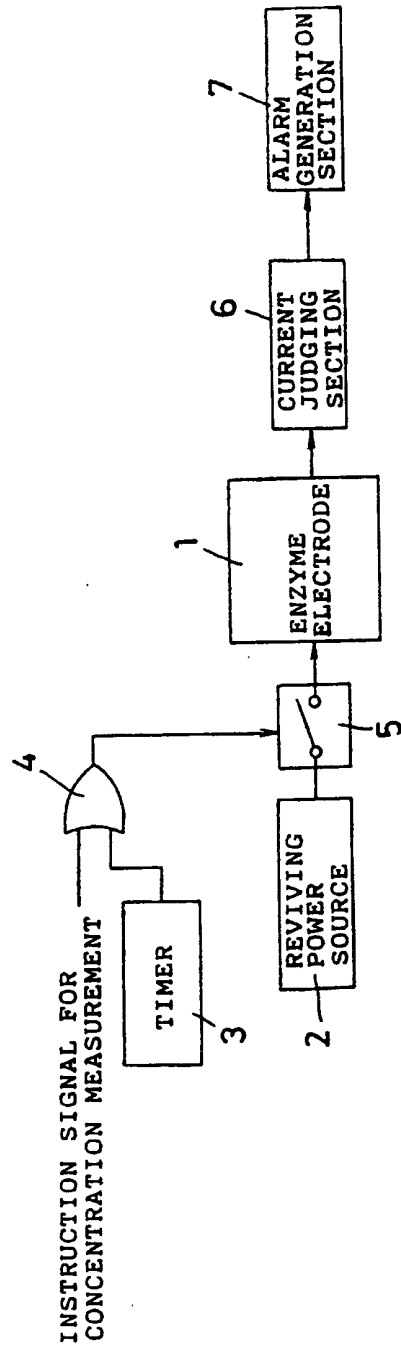 INSTRUCTION SIGNAL FOR
CONCENTRATION MEASUREMENT
4
TIMER
3
REVIVING
POWER
SOURCE
2
5
1
ENZYME
ELECTRODE
6
CURRENT
JUDGING
SECTION
7
ALARM
GENERATION
SECTION